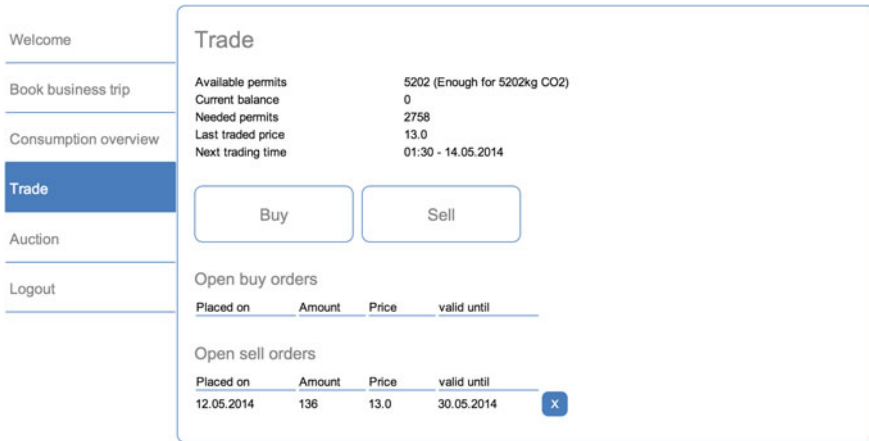 Welcome
Book business trip
Consumption overview
Trade
Auction
Logout
Trade
Available permits 5202 (Enough for 5202kg CO2)
Current balance 0
Needed permits 2758
Last traded price 13.0
Next trading time 01:30 - 14.05.2014
Buy Sell
Open buy orders
Placed on Amount Price valid until
Open sell orders
Placed on Amount Price valid until
12.05.2014 136 13.0 30.05.2014 X